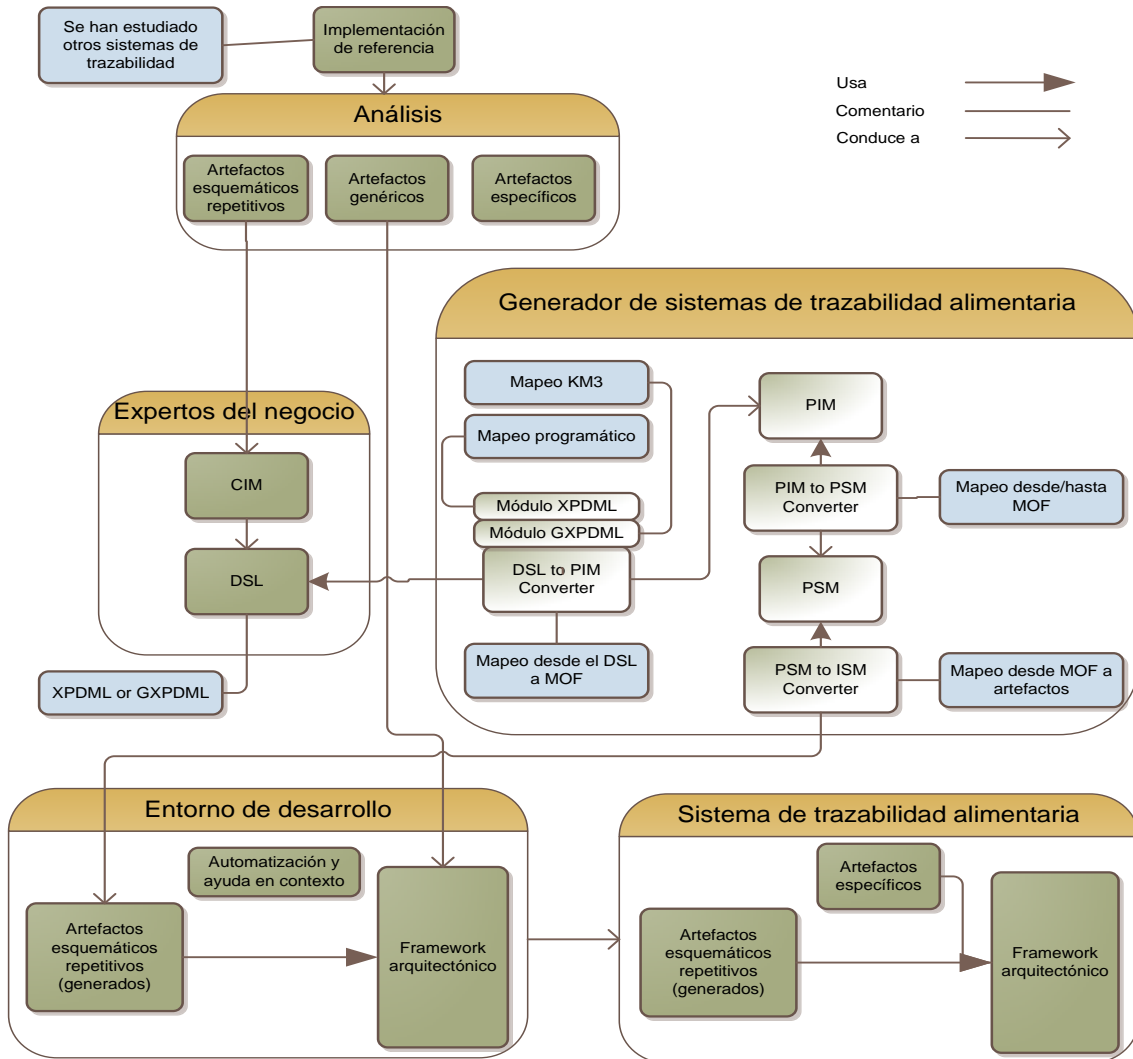 Se han estudiado
otros sistemas de
trazabilidad
Implementación
de referencia
Usa
Comentario
Conduce a
Análisis
Artefactos
esquemáticos
repetitivos
Artefactos
genéricos
Artefactos
específicos
Generador de sistemas de trazabilidad alimentaria
Mapeo KM3
Mapeo programático
Módulo XPDML
Módulo GXPDML
DSL to PIM
Converter
Mapeo desde el DSL
a MOF
PIM
PIM to PSM
Converter
Mapeo desde/hasta
MOF
PSM
PSM to ISM
Converter
Mapeo desde MOF a
artefactos
Expertos del negocio
CIM
DSL
XPDML or GXPDML
Entorno de desarrollo
Automatización y
ayuda en contexto
Artefactos
esquemáticos
repetitivos
(generados)
Framework
arquitectónico
Sistema de trazabilidad alimentaria
Artefactos
específicos
Artefactos
esquemáticos
repetitivos
(generados)
Framework
arquitectónico